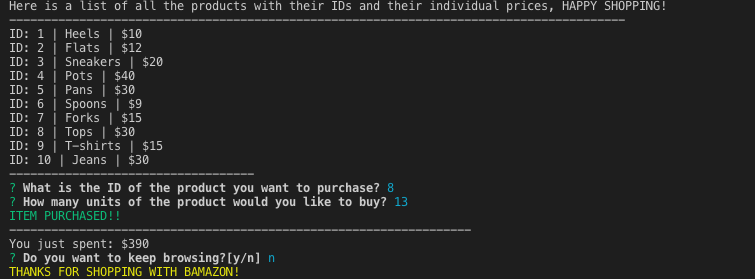 Here is a list of all the products with their IDs and their individual prices, HAPPY SHOPPING!
ID: 1 | Heels | $10
ID: 2 | Flats | $12
ID: 3 | Sneakers | $20
ID: 4 | Pots | $40
ID: 5 | Pans | $30
ID: 6 | Spoons | $9
ID: 7 | Forks | $15
ID: 8 | Tops | $30
ID: 9 | T-shirts | $15
ID: 10 | Jeans | $30
? What is the ID of the product you want to purchase? 8
? How many units of the product would you like to buy? 13
ITEM PURCHASED!!
You just spent: $390
? Do you want to keep browsing?[y/n] n
THANKS FOR SHOPPING WITH BAMAZON!